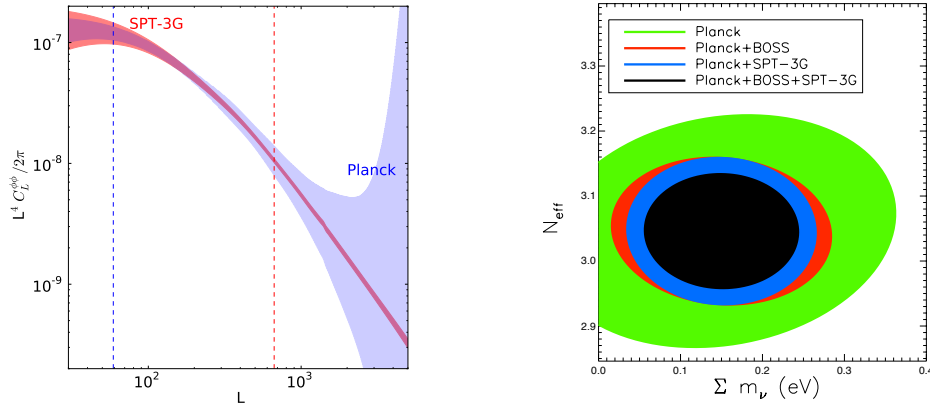 SPT-3G
Planck
10⁻⁷
10⁻⁸
10⁻⁹
10²
10³
L
L⁴ C_L^{ϕϕ}/2π
Planck
Planck+BOSS
Planck+SPT-3G
Planck+BOSS+SPT-3G
3.3
3.2
3.1
3.0
2.9
0.0 0.1 0.2 0.3 0.4
N_eff
Σ m_ν (eV)